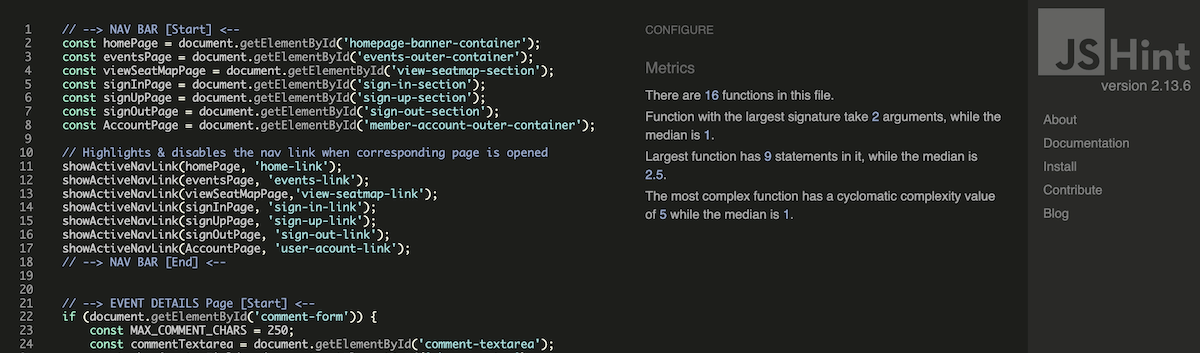 1 // --> NAV BAR [Start] <--
2 const homePage = document.getElementById('homepage-banner-container');
3 const eventsPage = document.getElementById('events-outer-container');
4 const viewSeatMapPage = document.getElementById('view-seatmap-section');
5 const signInPage = document.getElementById('sign-in-section');
6 const signUpPage = document.getElementById('sign-up-section');
7 const signOutPage = document.getElementById('sign-out-section');
8 const AccountPage = document.getElementById('member-account-outer-container');
9
10 // Highlights & disables the nav link when corresponding page is opened
11 showActiveNavLink(homePage, 'home-link');
12 showActiveNavLink(eventsPage, 'events-link');
13 showActiveNavLink(viewSeatMapPage,'view-seatmap-link');
14 showActiveNavLink(signInPage, 'sign-in-link');
15 showActiveNavLink(signUpPage, 'sign-up-link');
16 showActiveNavLink(signOutPage, 'sign-out-link');
17 showActiveNavLink(AccountPage, 'user-acount-link');
18 // --> NAV BAR [End] <--
19
20
21 // --> EVENT DETAILS Page [Start] <--
22 if (document.getElementById('comment-form')) {
23 const MAX_COMMENT_CHARS = 250;
24 const commentTextarea = document.getElementById('comment-textarea');
CONFIGURE
Metrics
There are 16 functions in this file.
Function with the largest signature take 2 arguments, while the
median is 1.
Largest function has 9 statements in it, while the median is
2.5.
The most complex function has a cyclomatic complexity value
of 5 while the median is 1.
JSHint
version 2.13.6
About
Documentation
Install
Contribute
Blog